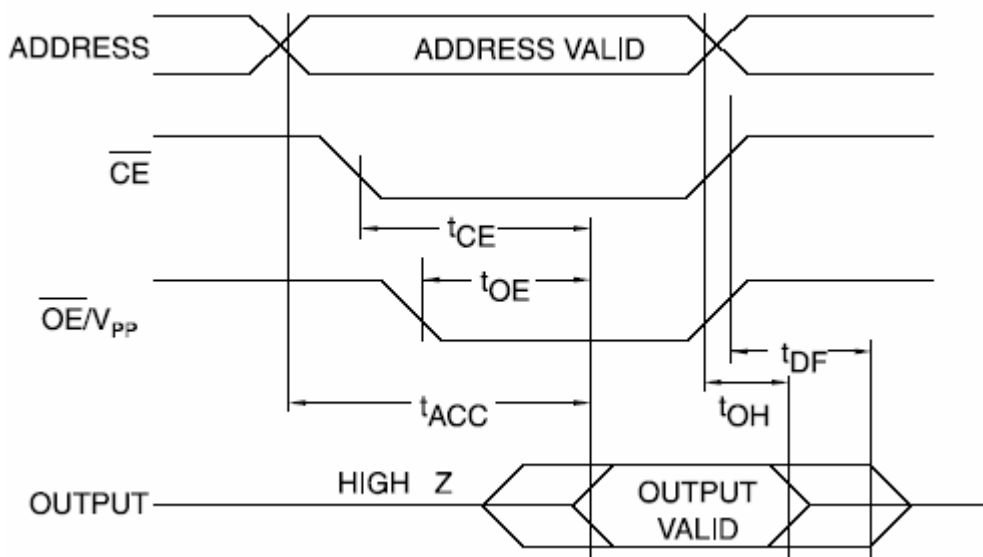 ADDRESS
ADDRESS VALID
CE
tCE
tOE
OE/VPP
tDF
tACC
tOH
HIGH Z
OUTPUT
OUTPUT
VALID